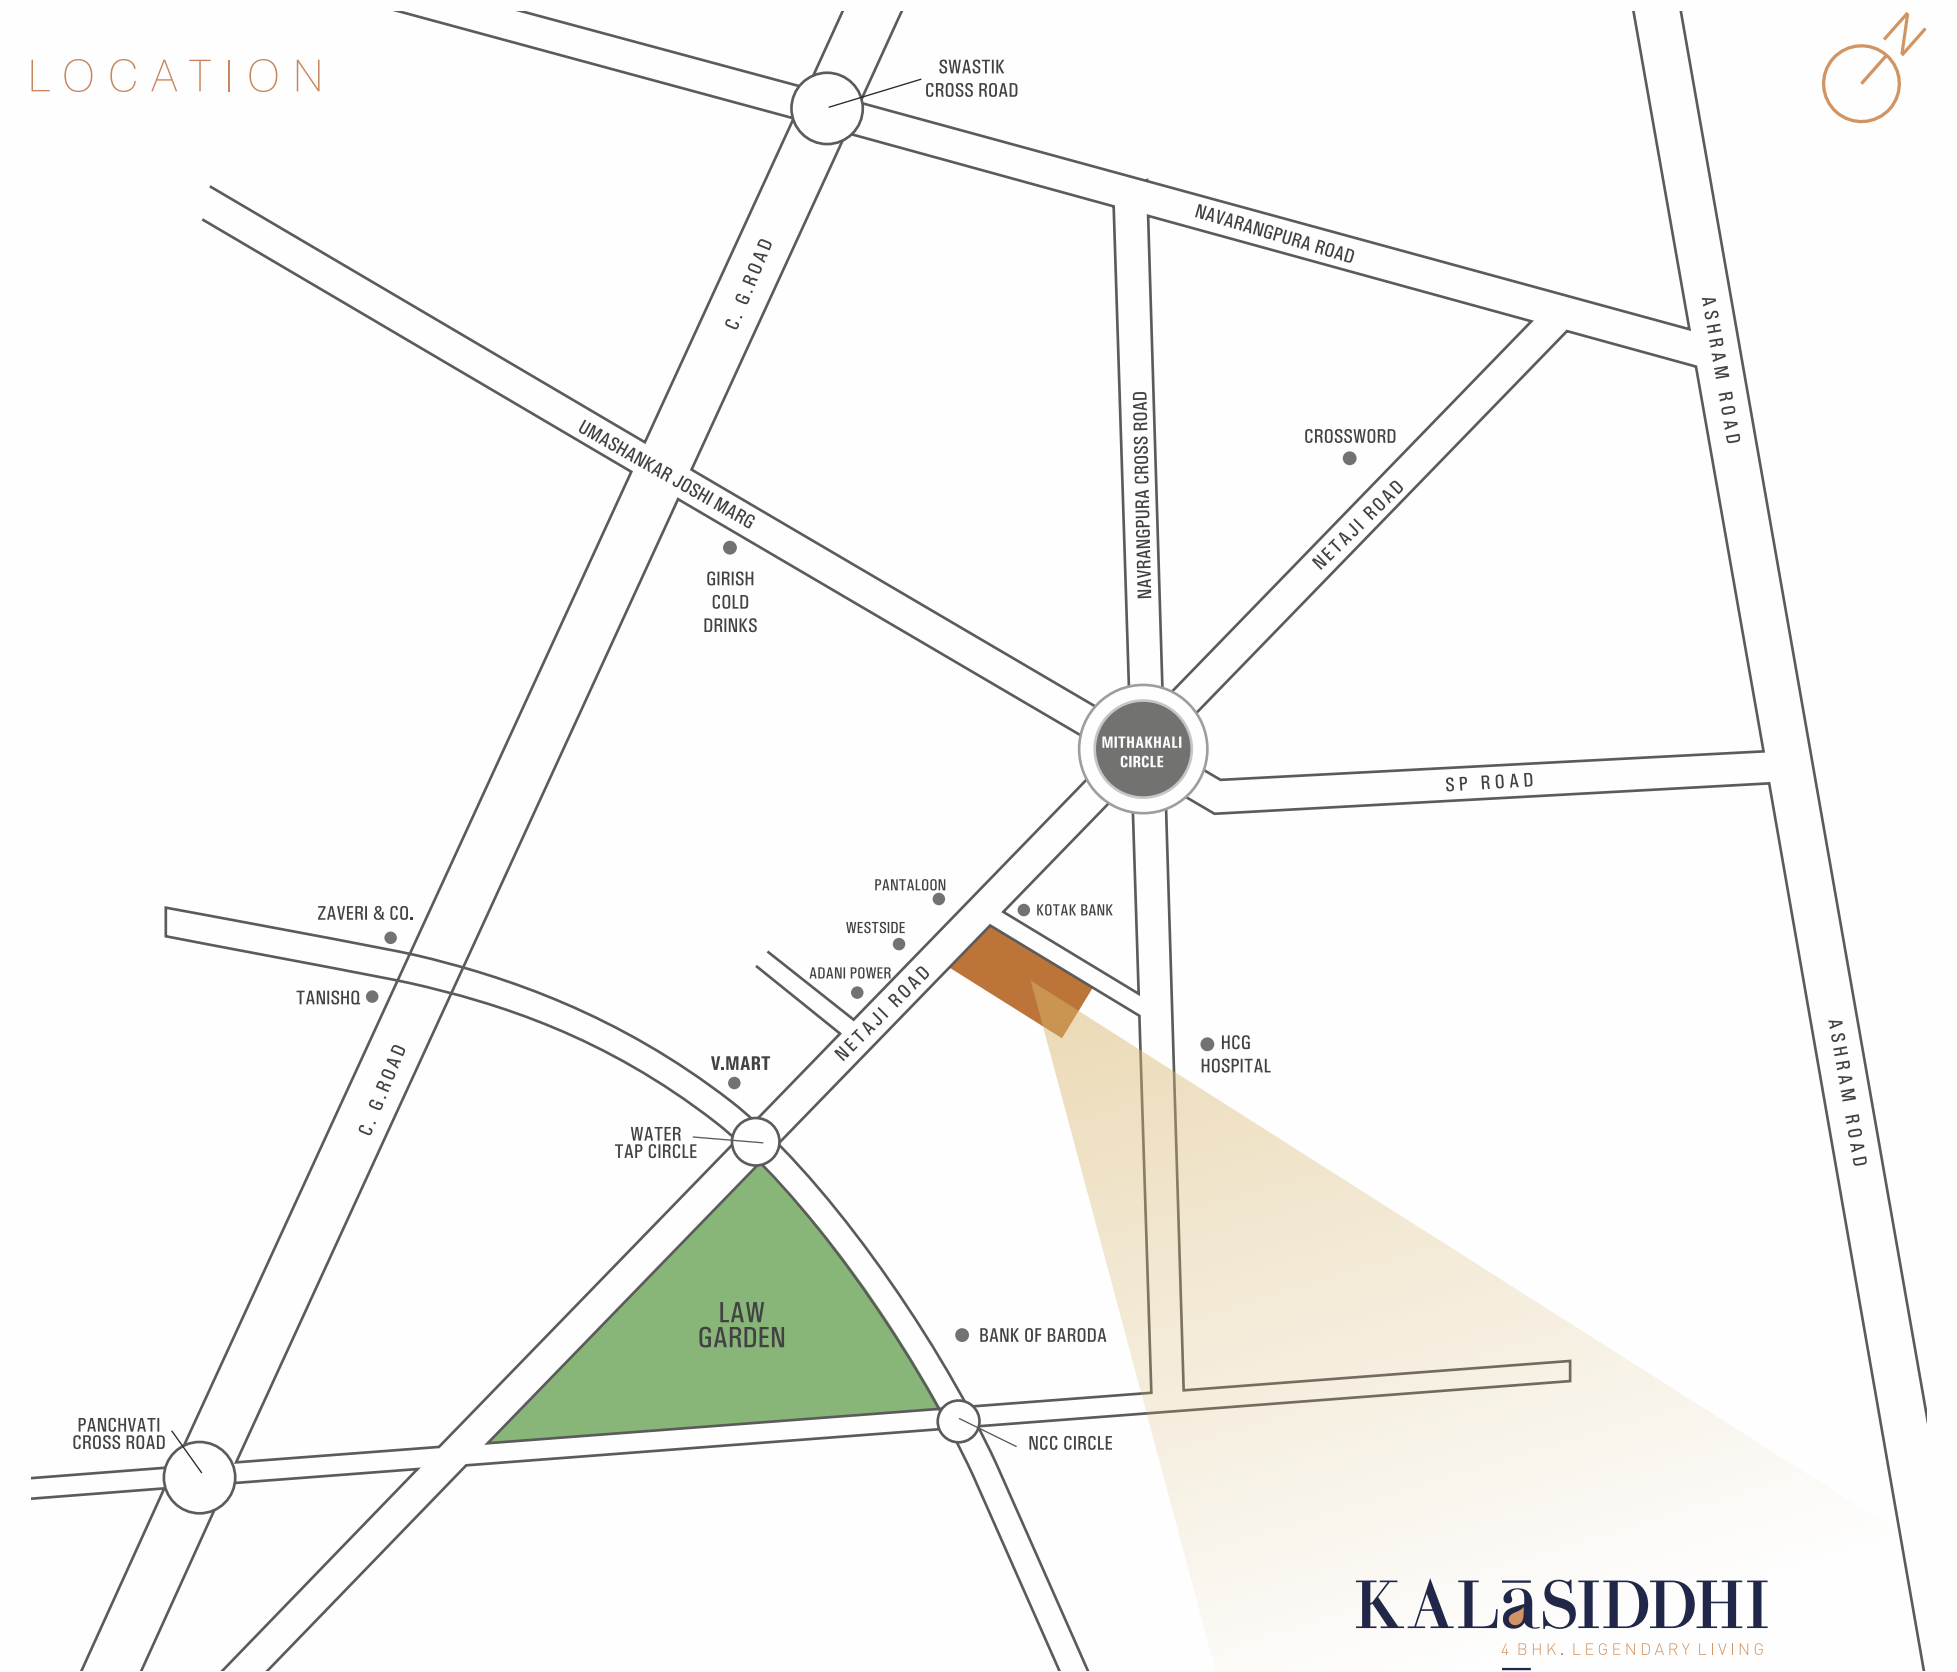 LOCATION
N
SWASTIK
CROSS ROAD
NAVARANGPURA ROAD
C. G.ROAD
ASHRAM ROAD
UMASHANKAR JOSHI MARG
NAVRANGPURA CROSS ROAD
CROSSWORD
NETAJI ROAD
GIRISH
COLD
DRINKS
MITHAKHALI
CIRCLE
SP ROAD
PANTALOON
KOTAK BANK
WESTSIDE
ZAVERI & CO.
ADANI POWER
TANISHQ
NETAJI ROAD
HCG
HOSPITAL
V.MART
C. G.ROAD
ASHRAM ROAD
WATER
TAP CIRCLE
LAW
GARDEN
BANK OF BARODA
PANCHVATI
CROSS ROAD
NCC CIRCLE
KALāSIDDHI
4 BHK. LEGENDARY LIVING